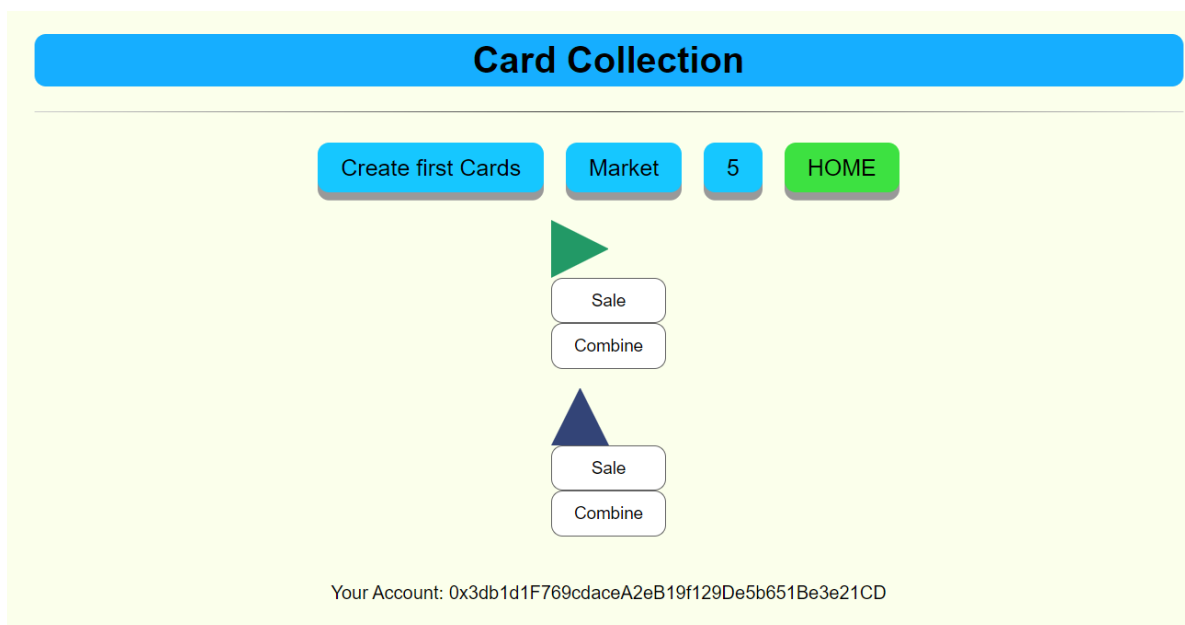 Card Collection
Create first Cards Market 5 HOME
Sale
Combine
Sale
Combine
Your Account: 0x3db1d1F769cdaceA2eB19f129De5b651Be3e21CD